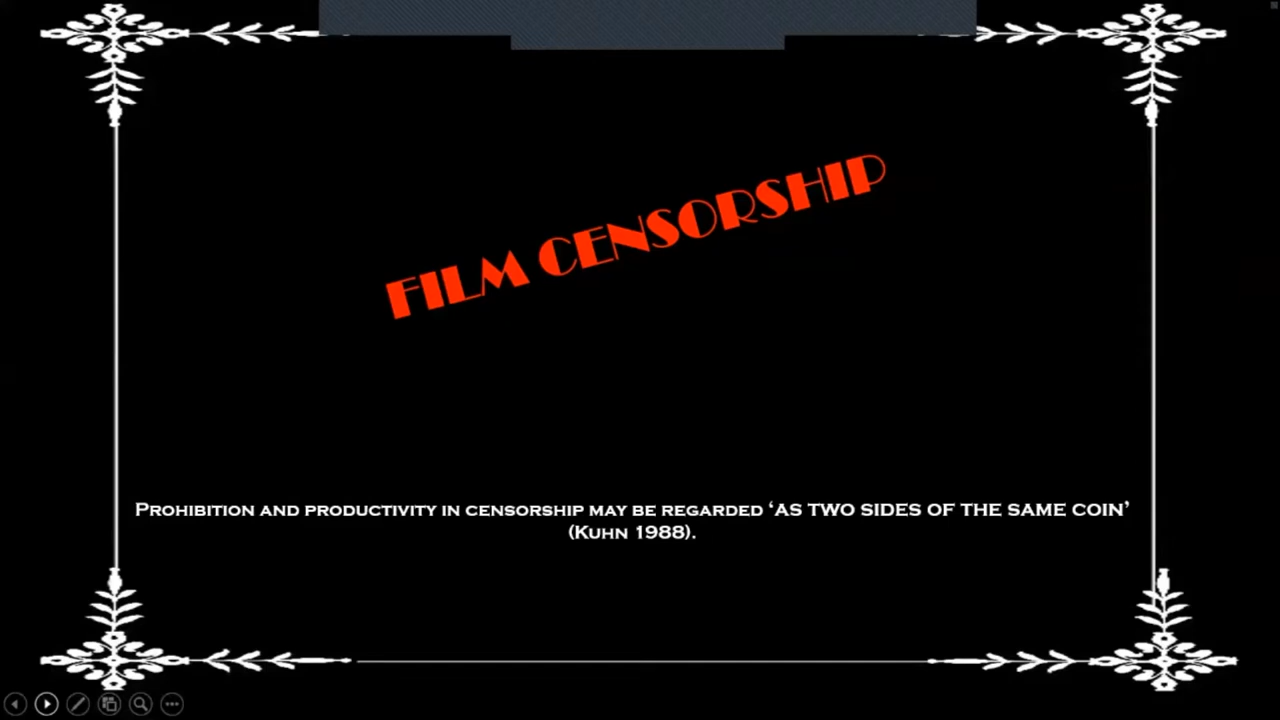 FILM CENSORSHIP
Prohibition and productivity in censorship may be regarded ‘AS TWO SIDES OF THE SAME COIN’
(Kuhn 1988).